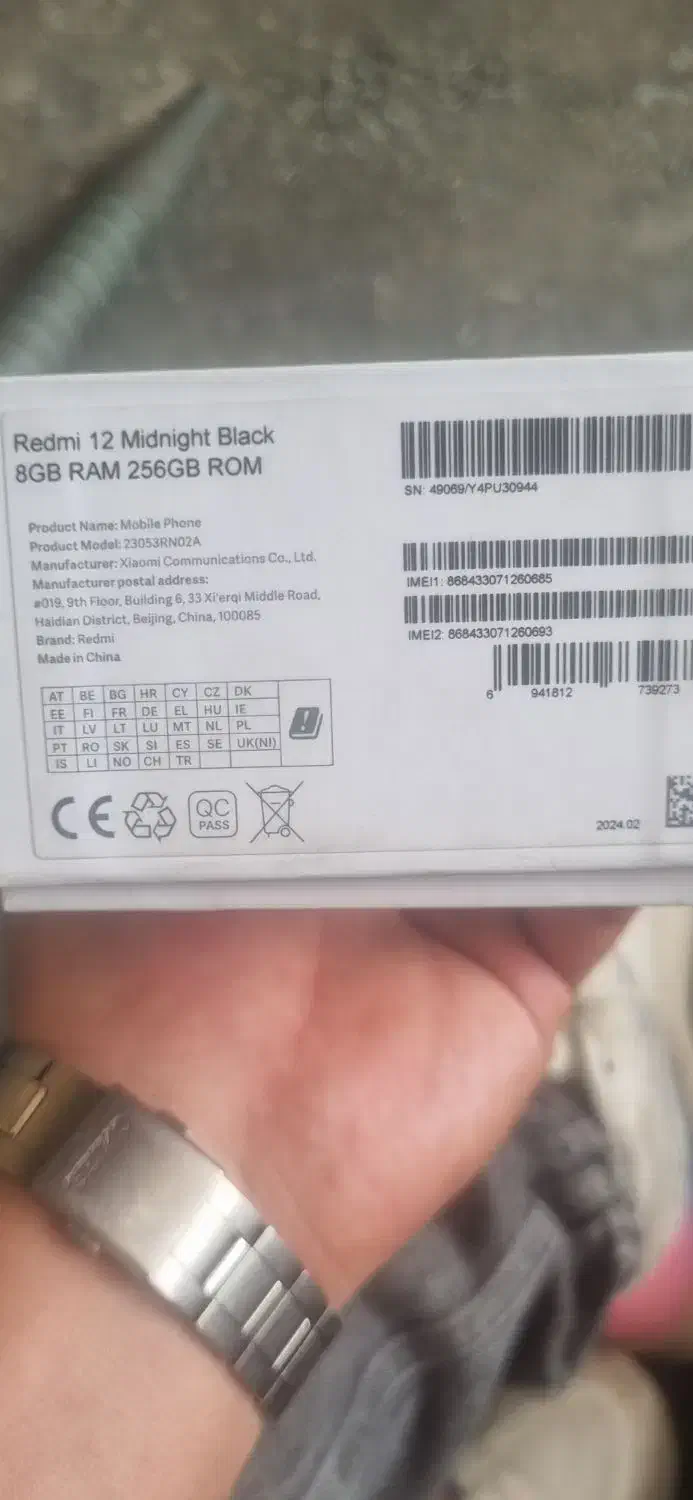 Redmi 12 Midnight Black
8GB RAM 256GB ROM
Product Name: Mobile Phone
Product Model: 23053RN02A
Manufacturer: Xiaomi Communications Co., Ltd.
Manufacturer postal address:
#019, 9th Floor, Building 6, 33 Xi'erqi Middle Road,
Haidian District, Beijing, China, 100085
Brand: Redmi
Made in China
AT BE BG HR CY CZ DK
EE FI FR DE EL HU IE
IT LV LT LU MT NL PL
PT RO SK SI ES SE UK(NI)
IS LI NO CH TR
CE
QC
PASS
SN: 49069/Y4PU30944
IMEI1: 868433071260685
IMEI2: 868433071260693
6 941812 739273
2024.02